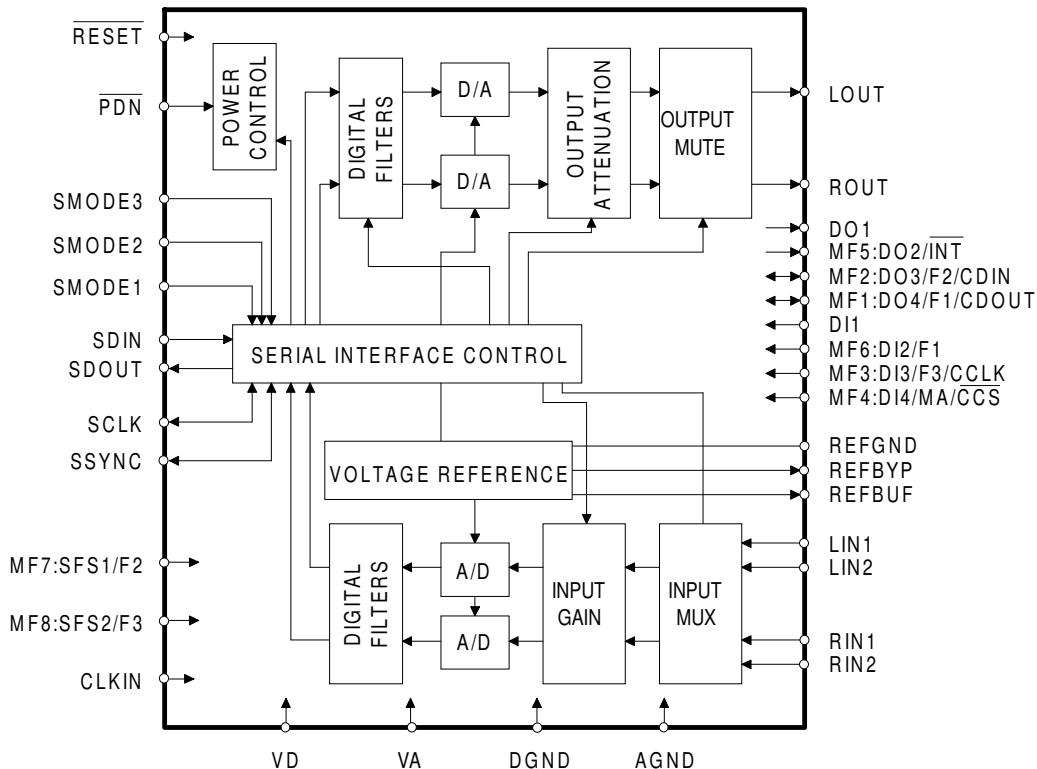 RESET
PDN
SMODE3
SMODE2
SMODE1
SDIN
SDOUT
SCLK
SSYNC
MF7:SFS1/F2
MF8:SFS2/F3
CLKIN
POWER
CONTROL
DIGITAL
FILTERS
D/A
D/A
OUTPUT
ATTENUATION
OUTPUT
MUTE
SERIAL INTERFACE CONTROL
VOLTAGE REFERENCE
DIGITAL
FILTERS
A/D
A/D
INPUT
GAIN
INPUT
MUX
LOUT
ROUT
DO1
MF5:DO2/INT
MF2:DO3/F2/CDIN
MF1:DO4/F1/CDOUT
DI1
MF6:DI2/F1
MF3:DI3/F3/CCLK
MF4:DI4/MA/CCS
REFGND
REFBYP
REFBUF
LIN1
LIN2
RIN1
RIN2
VD
VA
DGND
AGND